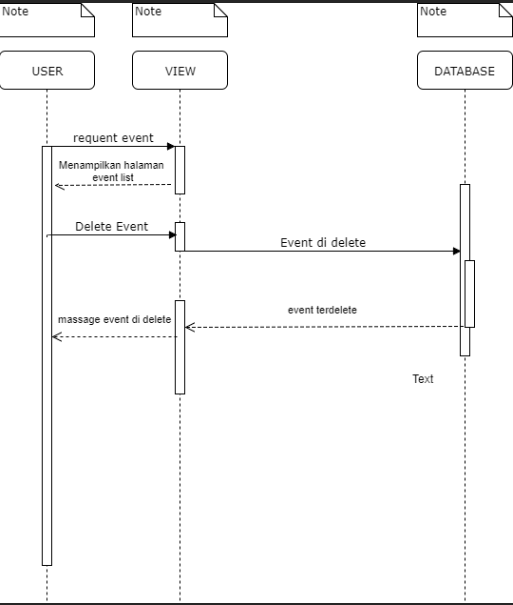 Note
Note
Note
USER
VIEW
DATABASE
requent event
Menampilkan halaman
event list
Delete Event
Event di delete
event terdelete
massage event di delete
Text